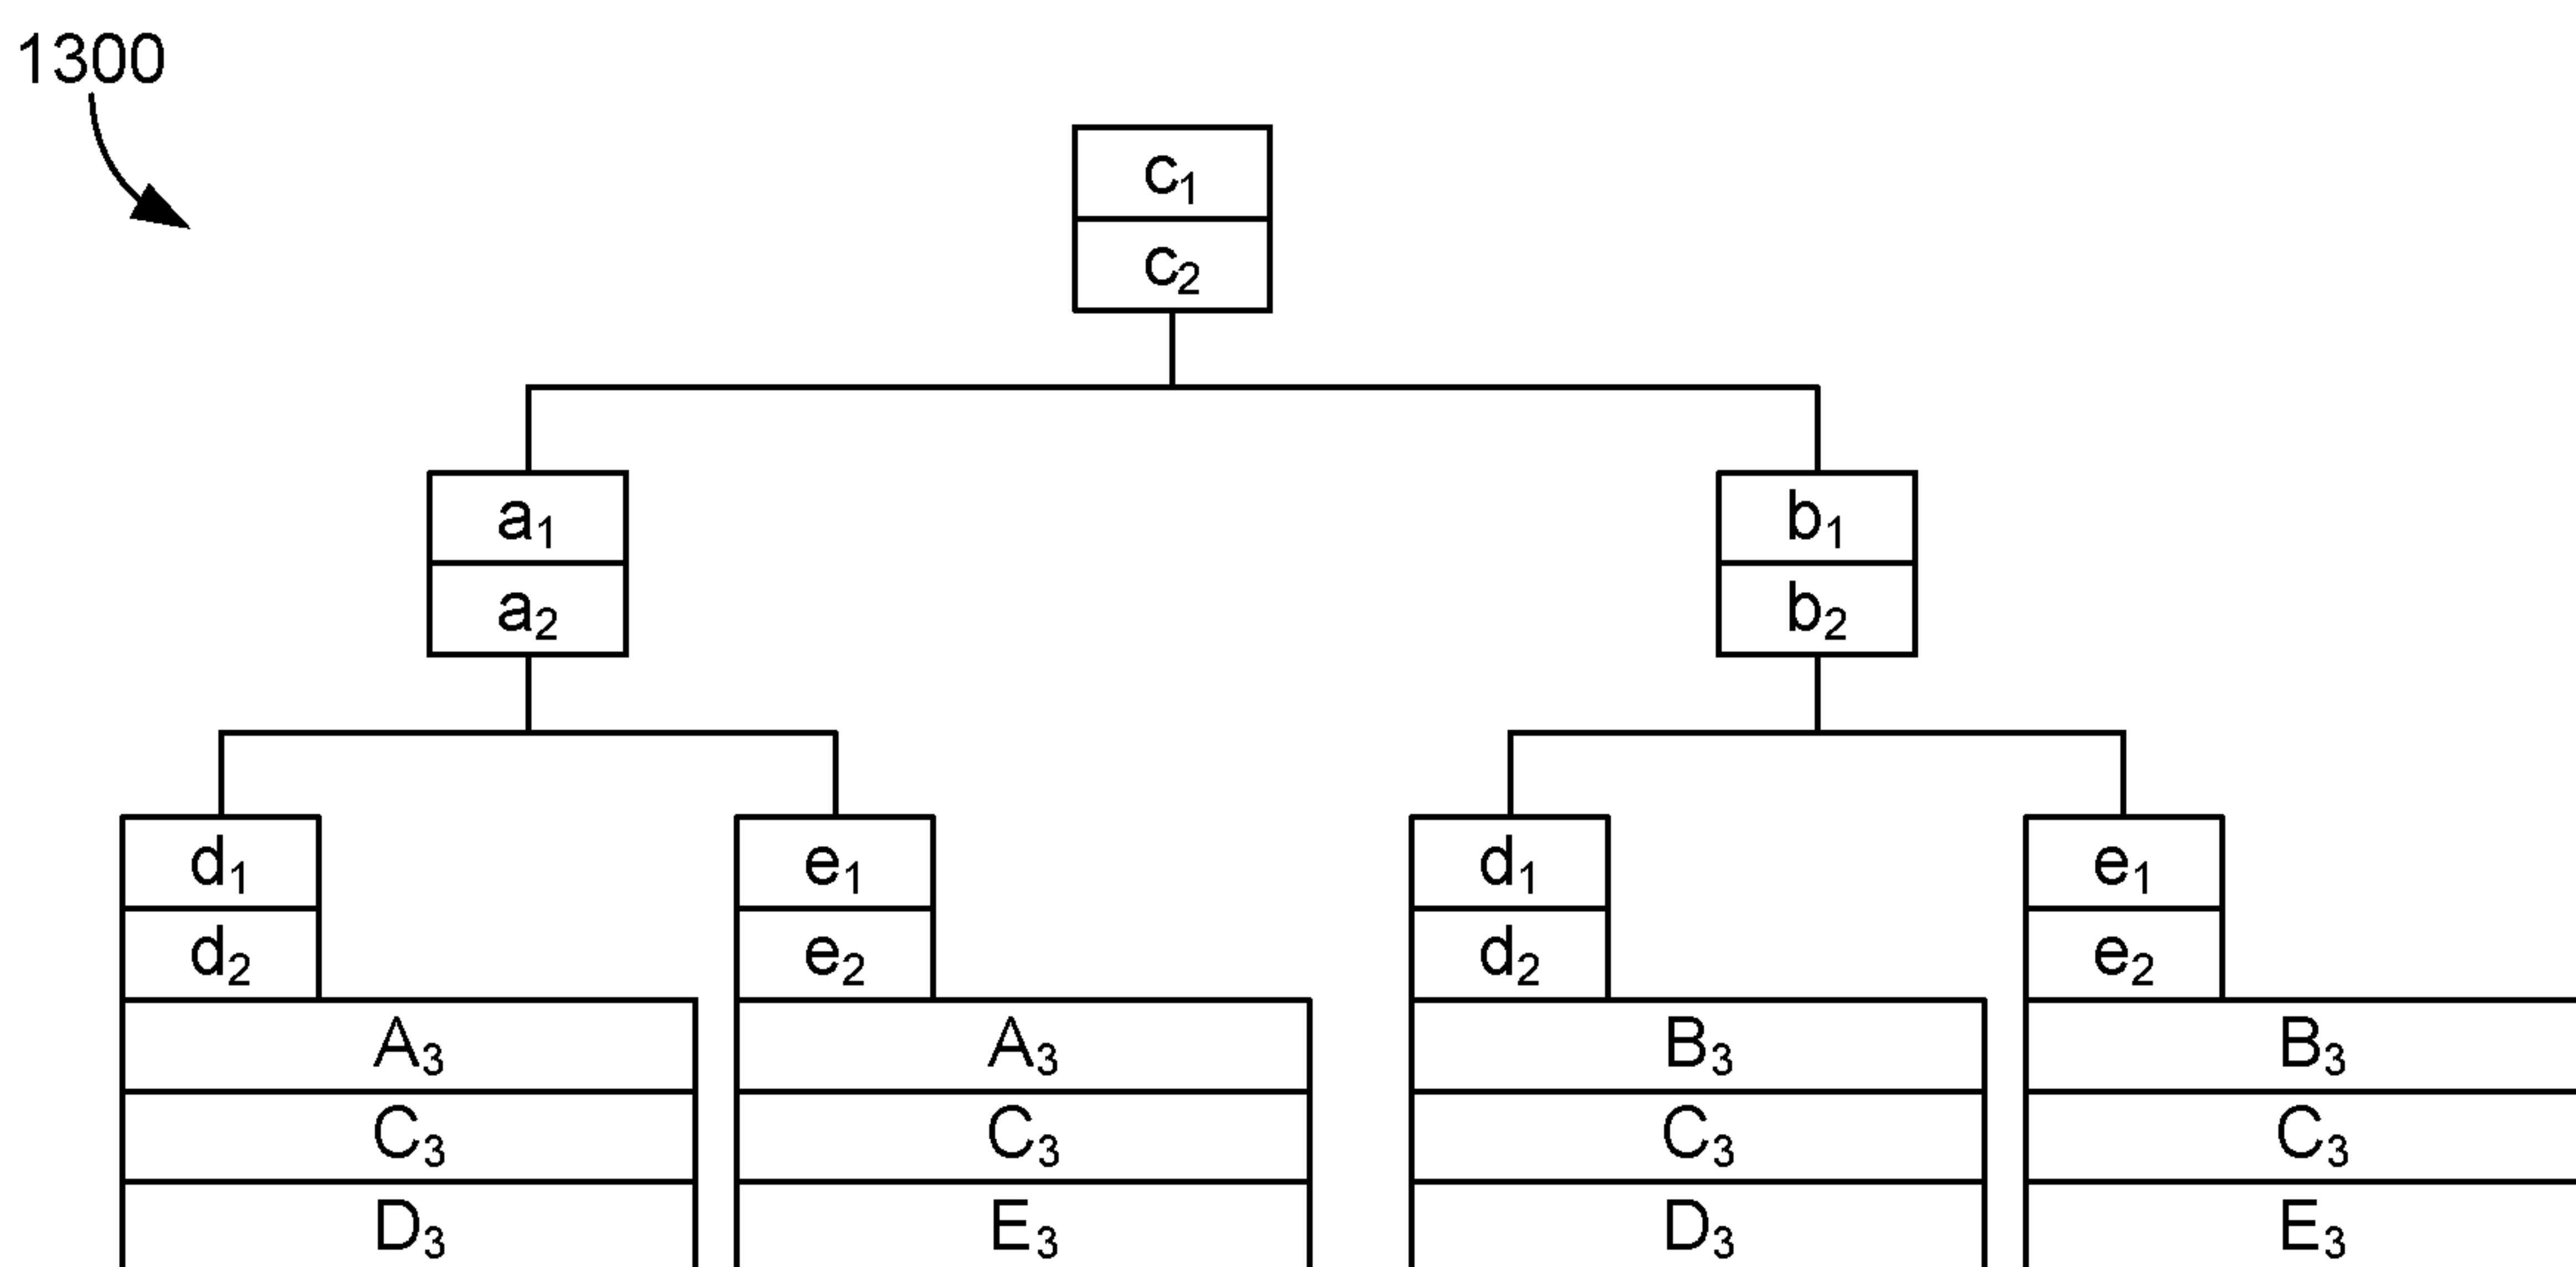 1300
c₁
c₂
a₁ b₁
a₂ b₂
d₁ e₁ d₁ e₁
d₂ e₂ d₂ e₂
A₃ A₃ B₃ B₃
C₃ C₃ C₃ C₃
D₃ E₃ D₃ E₃